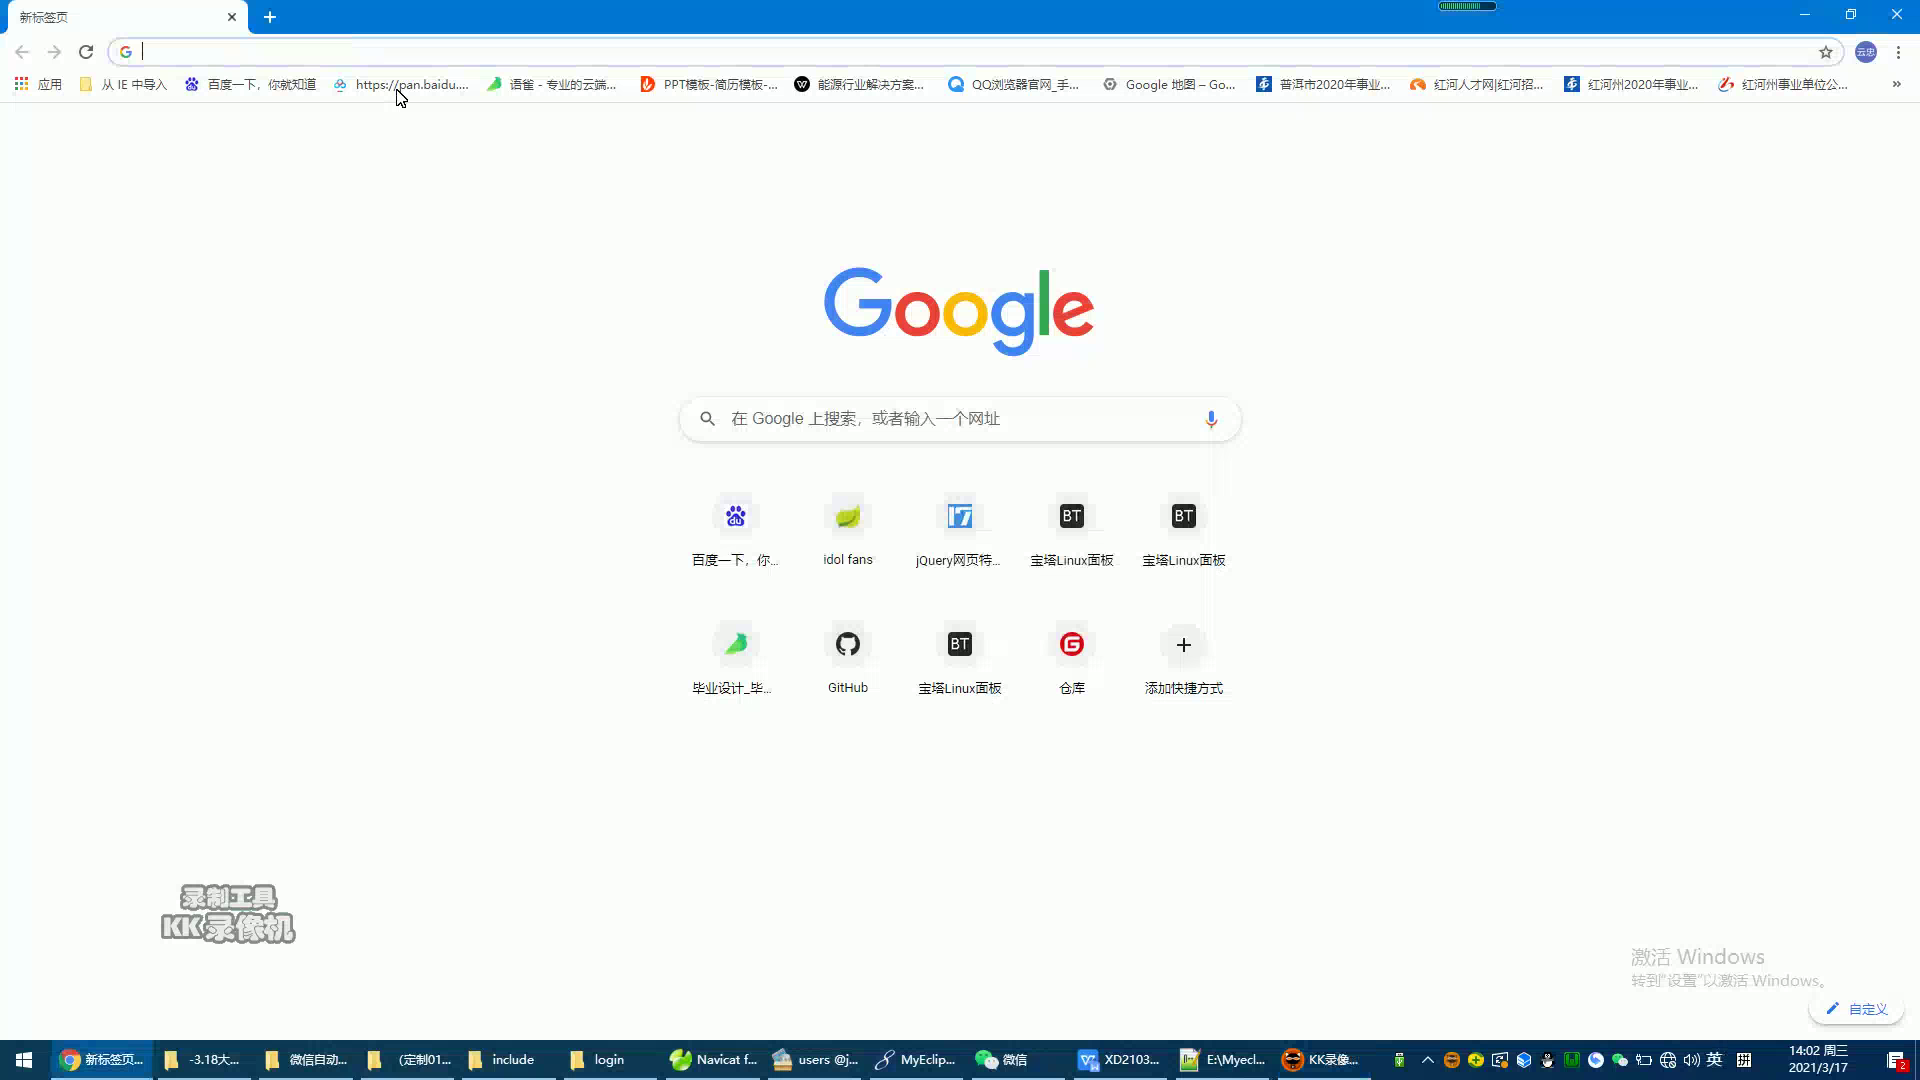 新标签页
应用
从 IE 中导入
百度一下，你就知道
https://pan.baidu....
语雀 - 专业的云端...
PPT模板-简历模板-...
能源行业解决方案...
QQ浏览器官网_手...
Google 地图 – Go...
普洱市2020年事业...
红河人才网|红河招...
红河州2020年事业...
红河州事业单位公...
»
云忠
Google
在 Google 上搜索，或者输入一个网址
百度一下，你...
idol fans
jQuery网页特...
宝塔Linux面板
宝塔Linux面板
毕业设计_毕...
GitHub
宝塔Linux面板
仓库
添加快捷方式
录制工具
KK录像机
激活 Windows
转到"设置"以激活 Windows。
自定义
新标签页...
-3.18大...
微信自动...
(定制01...
include
login
Navicat f...
users @j...
MyEclip...
微信
XD2103...
E:\Myecl...
KK录像...
英
拼
14:02 周三
2021/3/17
2